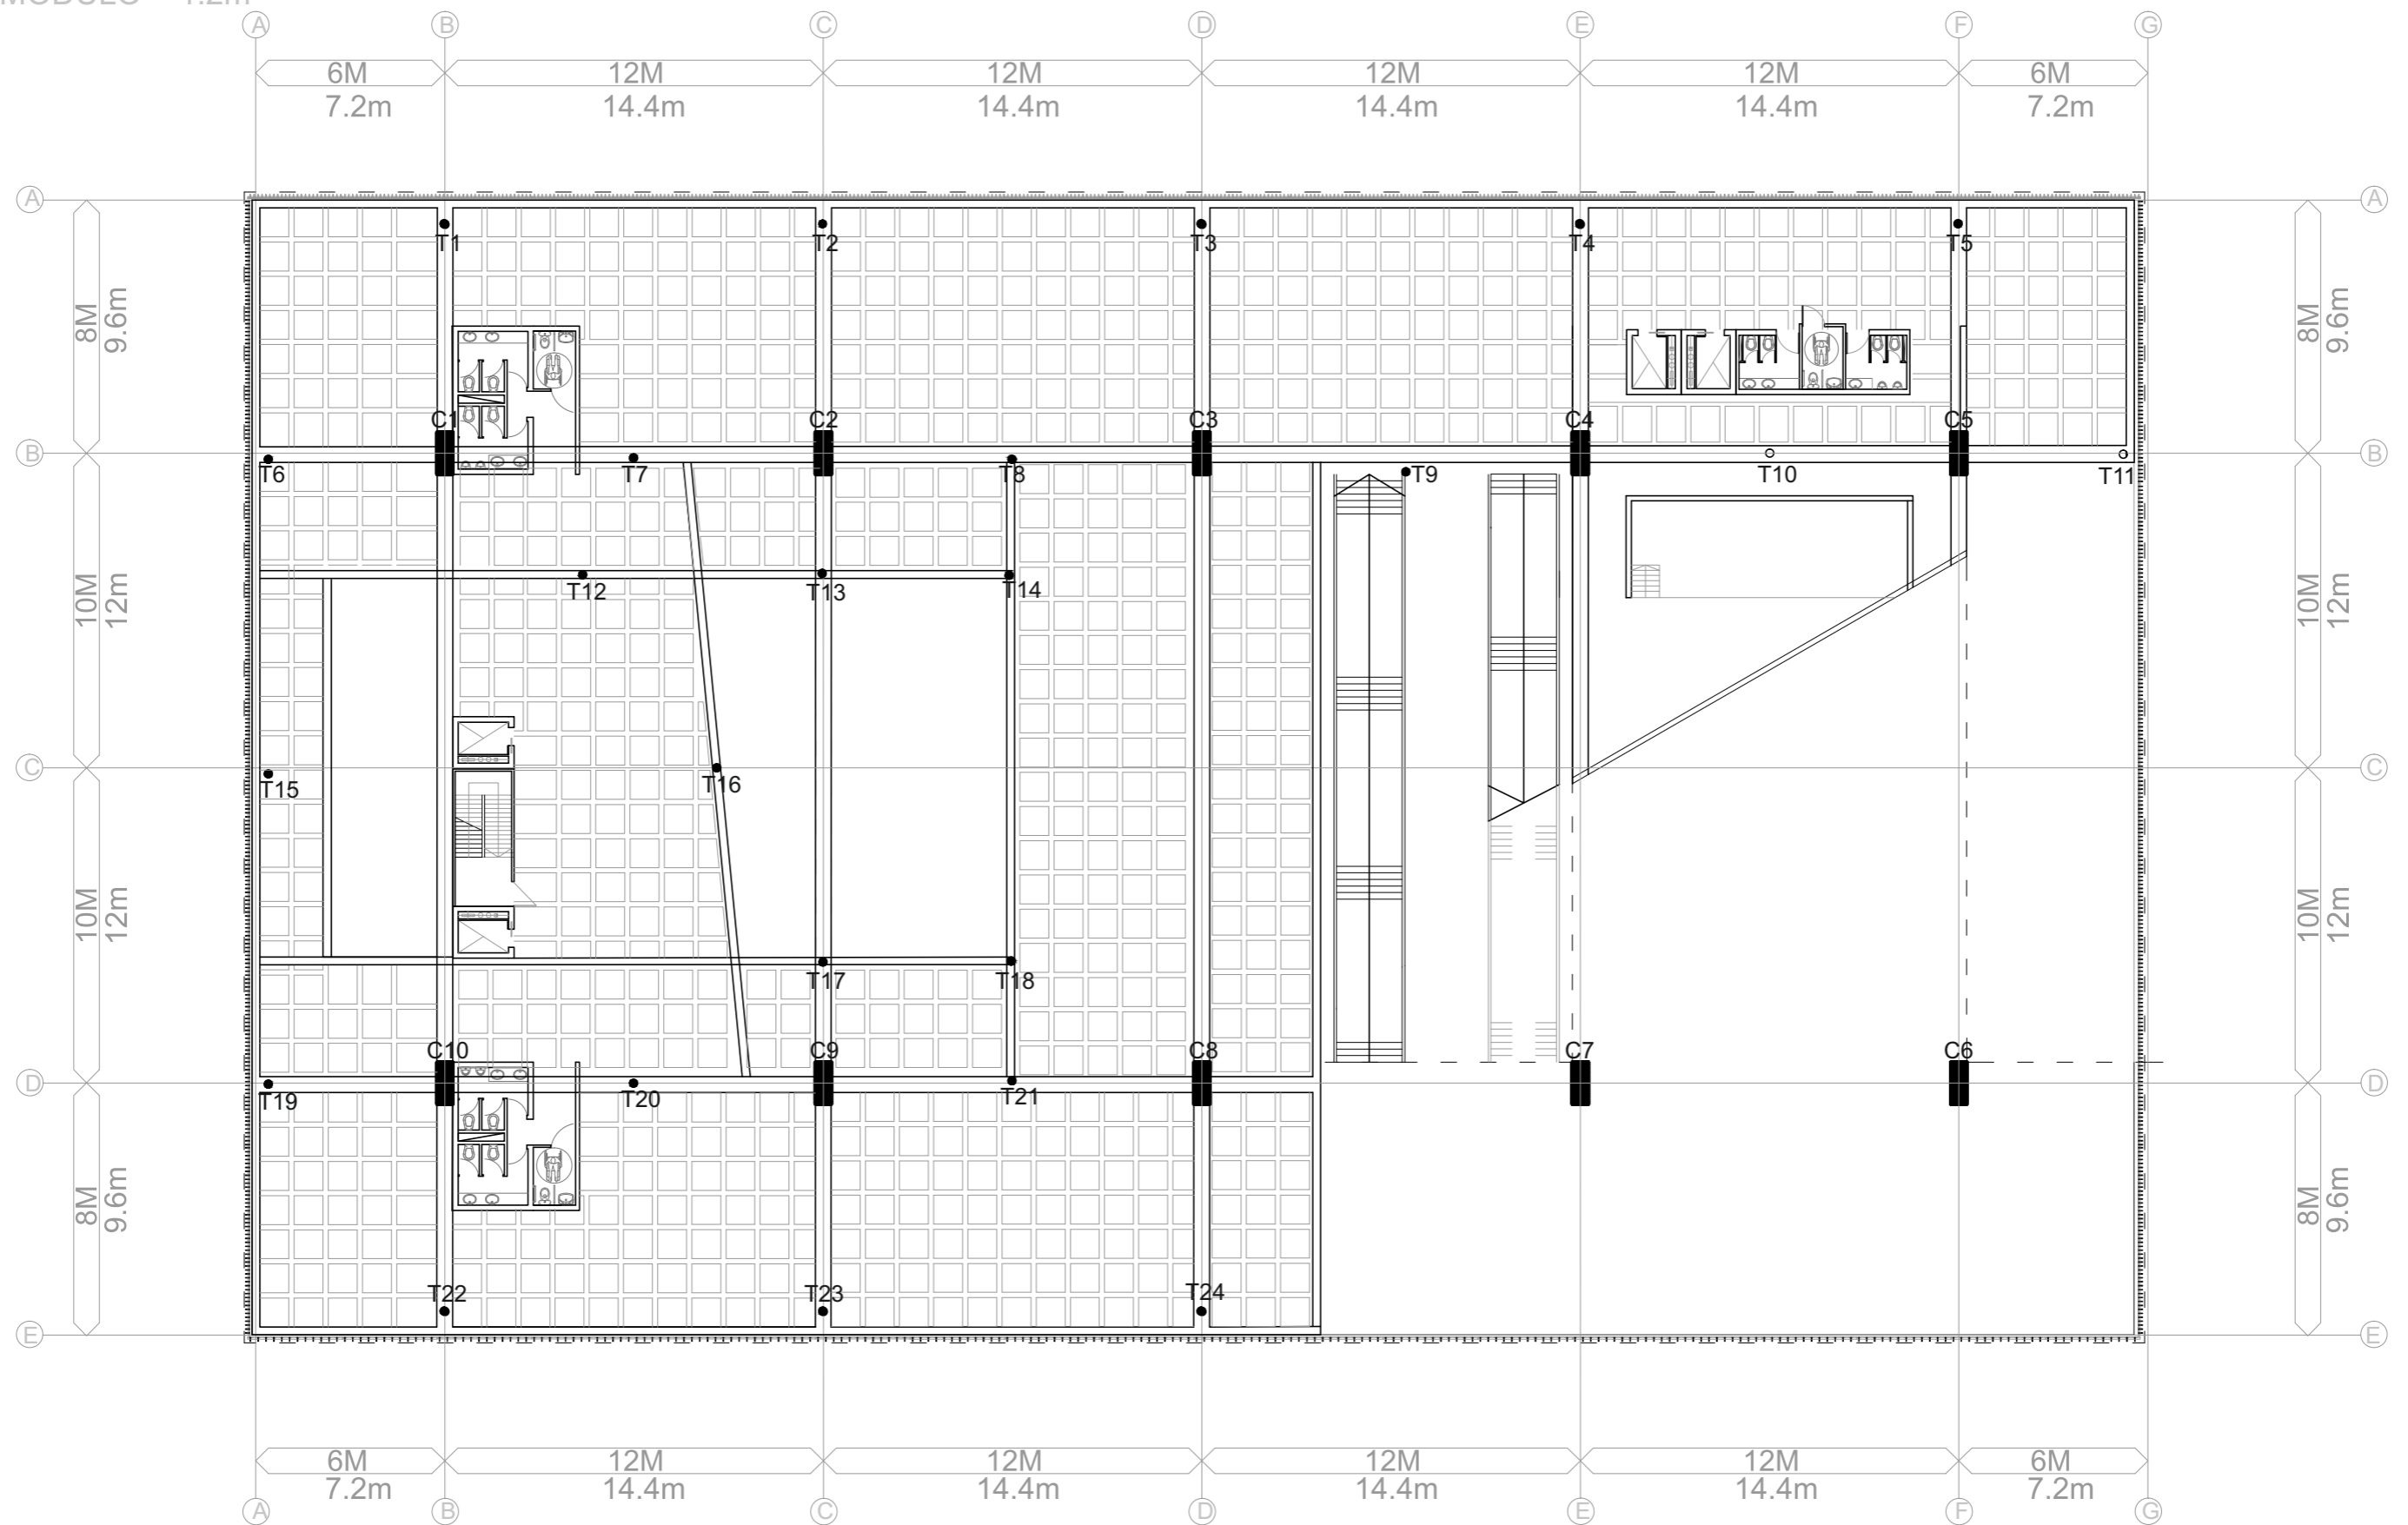 A B C D E F G
6M 12M 12M 12M 12M 6M
7.2m 14.4m 14.4m 14.4m 14.4m 7.2m
A A
T1 T2 T3 T4 T5
8M 9.6m 8M 9.6m
C1 C2 C3 C4 C5
B B
T6 T7 T8 T9 T10 T11
10M 12m 10M 12m
T12 T13 T14
C C
T15 T16
10M 12m 10M 12m
T17 T18
C10 C9 C8 C7 C6
D D
T19 T20 T21
8M 9.6m 8M 9.6m
T22 T23 T24
E E
6M 12M 12M 12M 12M 6M
7.2m 14.4m 14.4m 14.4m 14.4m 7.2m
A B C D E F G